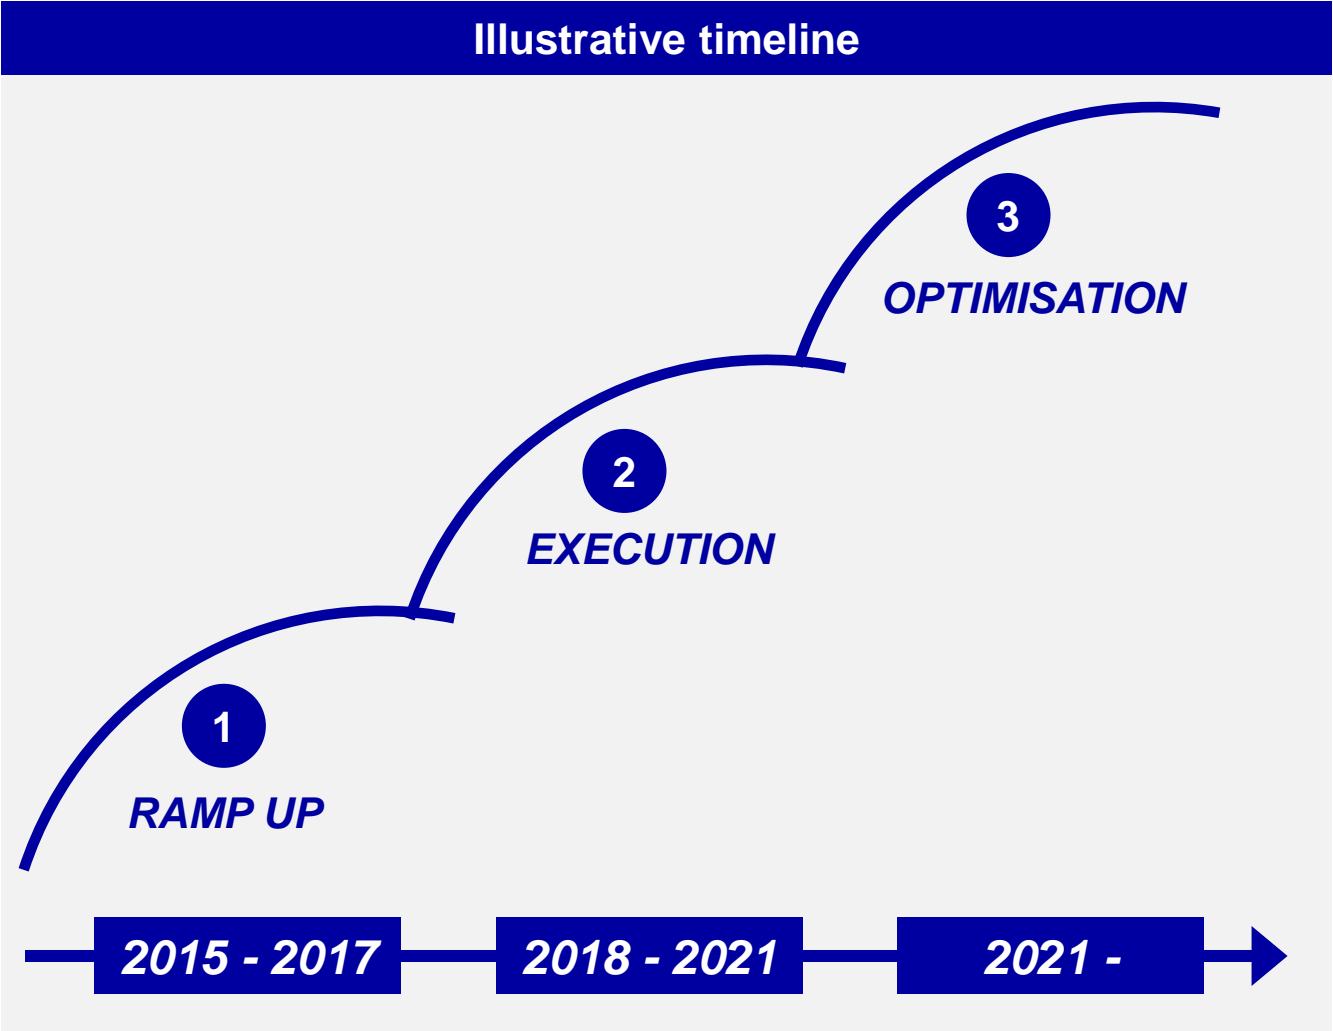 Illustrative timeline
3
OPTIMISATION
2
EXECUTION
1
RAMP UP
2015 - 2017
2018 - 2021
2021 -